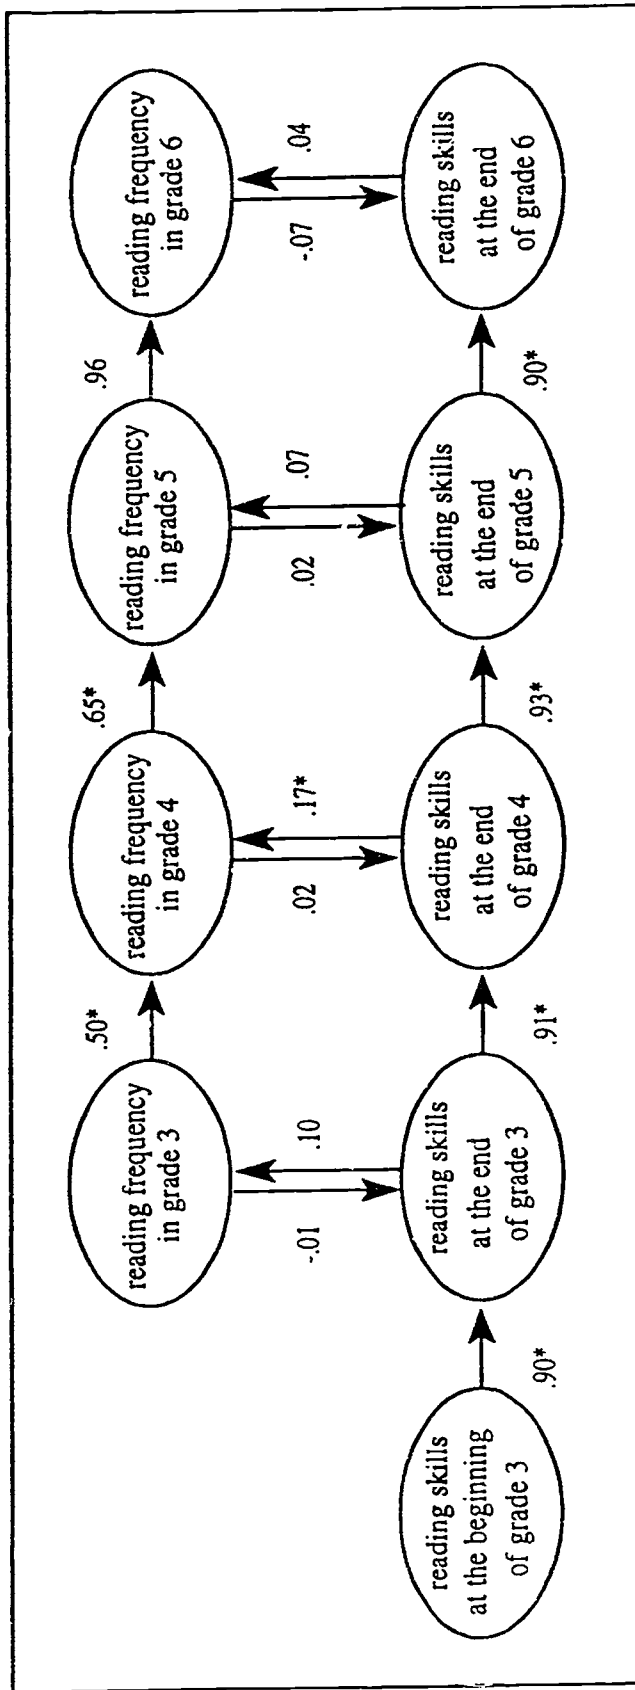 reading frequency
in grade 3
.50*
reading frequency
in grade 4
.65*
reading frequency
in grade 5
.96
reading frequency
in grade 6
-.01
.10
.02
.17*
.02
.07
-.07
.04
reading skills
at the beginning
of grade 3
.90*
reading skills
at the end
of grade 3
.91*
reading skills
at the end
of grade 4
.93*
reading skills
at the end
of grade 5
.90*
reading skills
at the end
of grade 6